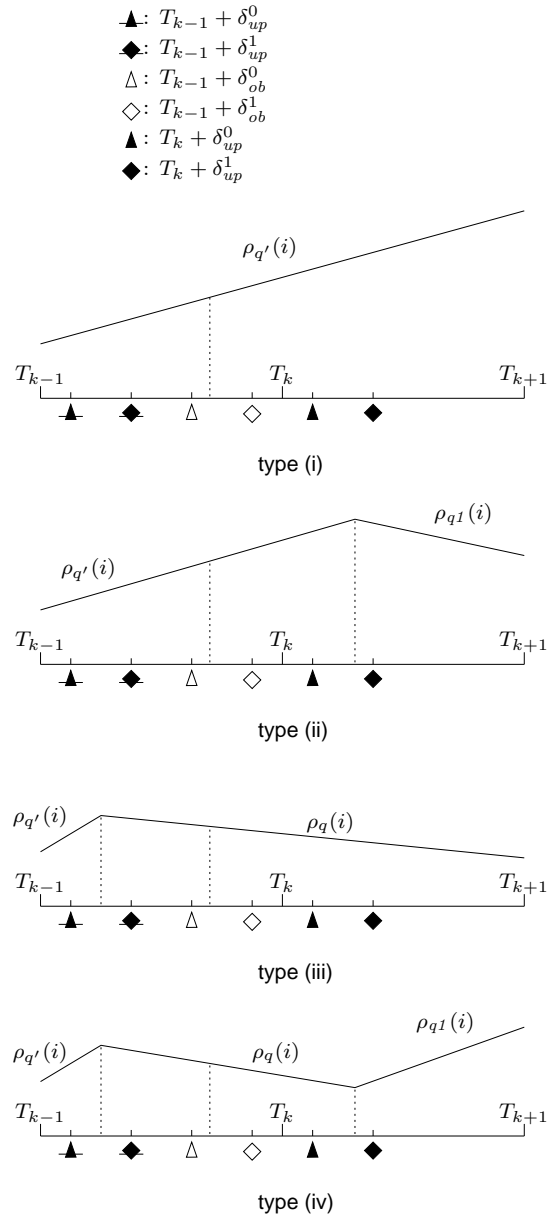 : T_{k−1} + δ^0_{up}
: T_{k−1} + δ^1_{up}
: T_{k−1} + δ^0_{ob}
: T_{k−1} + δ^1_{ob}
: T_k + δ^0_{up}
: T_k + δ^1_{up}
ρ_{q′}(i)
T_{k−1} T_k T_{k+1}
type (i)
ρ_{q1}(i)
ρ_{q′}(i)
T_{k−1} T_k T_{k+1}
type (ii)
ρ_{q′}(i) ρ_q(i)
T_{k−1} T_k T_{k+1}
type (iii)
ρ_{q1}(i)
ρ_{q′}(i) ρ_q(i)
T_{k−1} T_k T_{k+1}
type (iv)